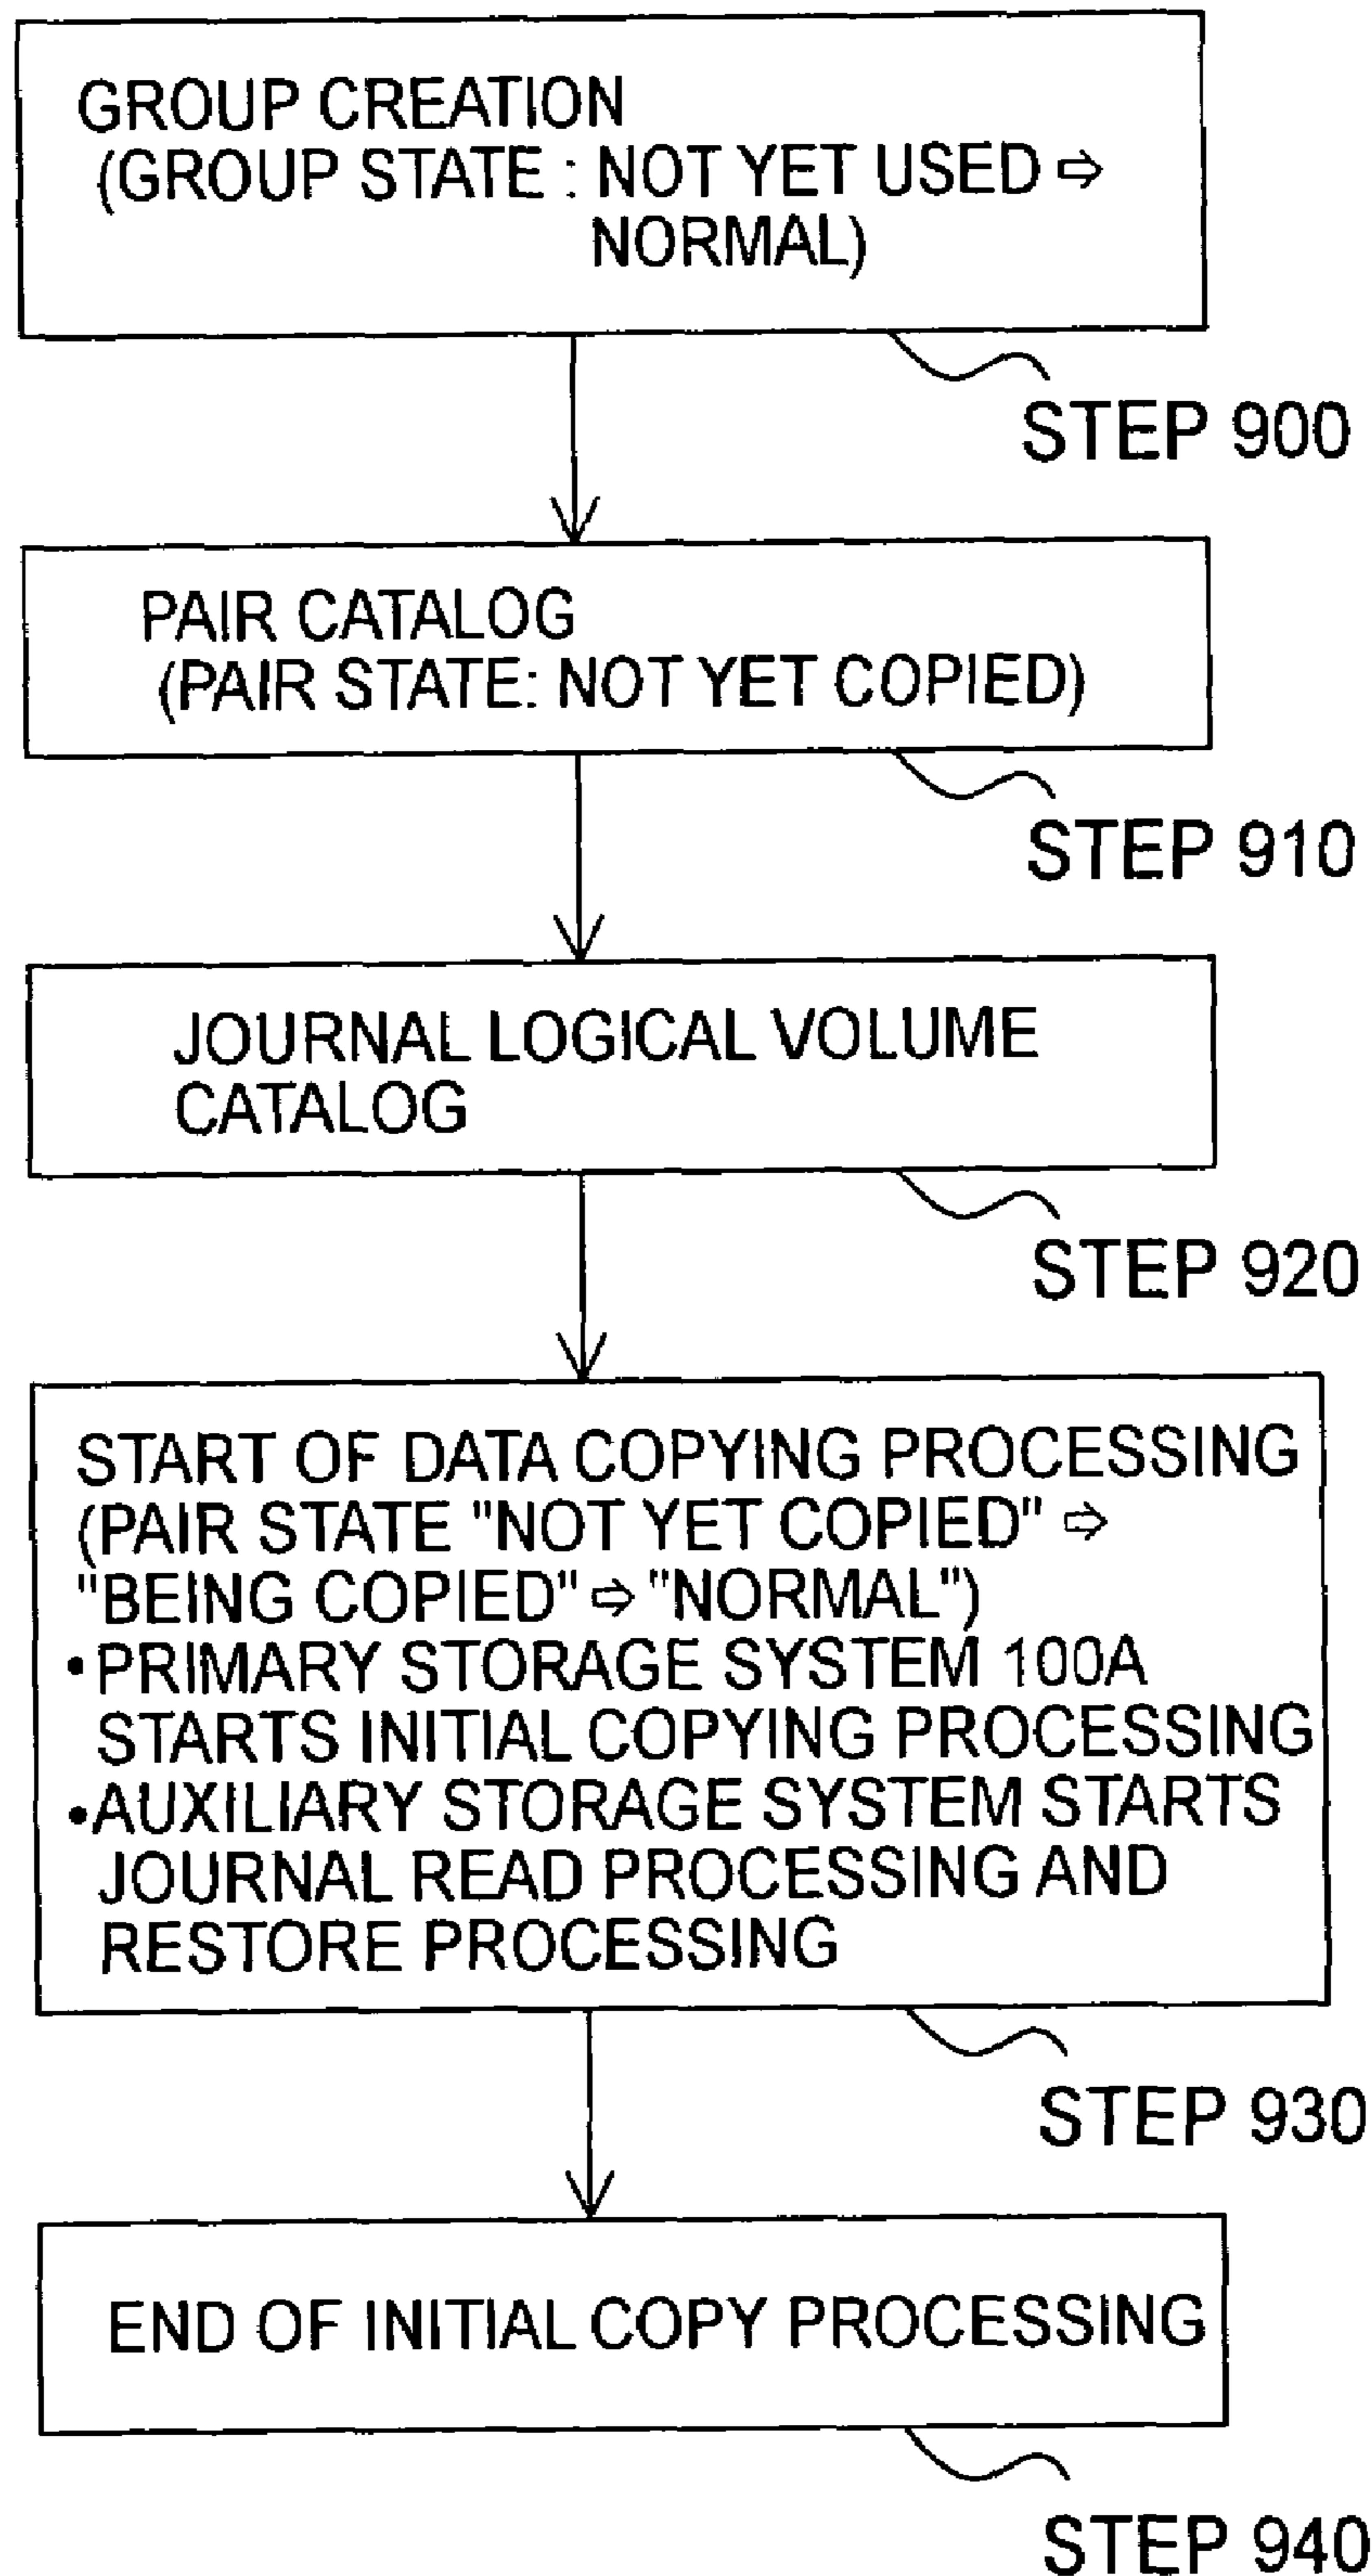 GROUP CREATION
(GROUP STATE : NOT YET USED ⇨
NORMAL)
STEP 900
PAIR CATALOG
(PAIR STATE: NOT YET COPIED)
STEP 910
JOURNAL LOGICAL VOLUME
CATALOG
STEP 920
START OF DATA COPYING PROCESSING
(PAIR STATE "NOT YET COPIED" ⇨
"BEING COPIED" ⇨ "NORMAL")
•PRIMARY STORAGE SYSTEM 100A
STARTS INITIAL COPYING PROCESSING
•AUXILIARY STORAGE SYSTEM STARTS
JOURNAL READ PROCESSING AND
RESTORE PROCESSING
STEP 930
END OF INITIAL COPY PROCESSING
STEP 940